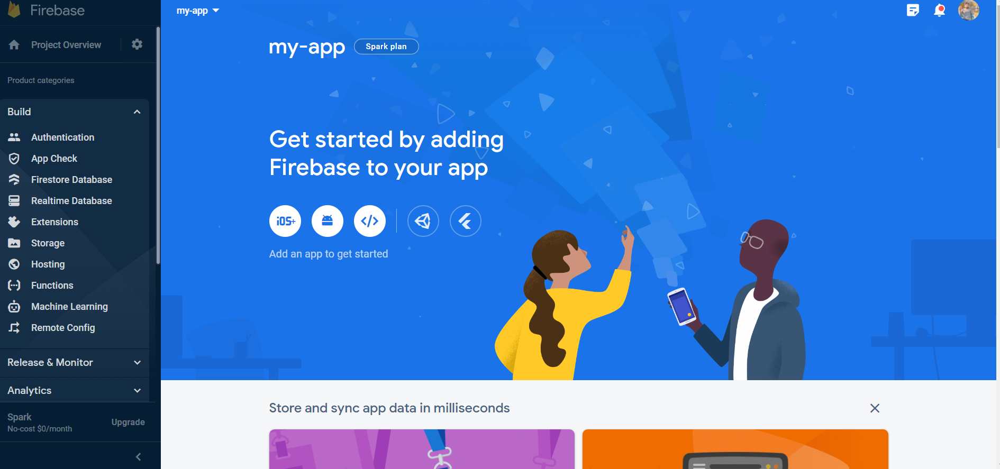 Firebase
my-app
Project Overview
my-app
Spark plan
Product categories
Build
Authentication
App Check
Firestore Database
Realtime Database
Extensions
Storage
Hosting
Functions
Machine Learning
Remote Config
Release & Monitor
Analytics
Spark
No-cost $0/month
Upgrade
Get started by adding
Firebase to your app
iOS+
</>
Add an app to get started
Store and sync app data in milliseconds